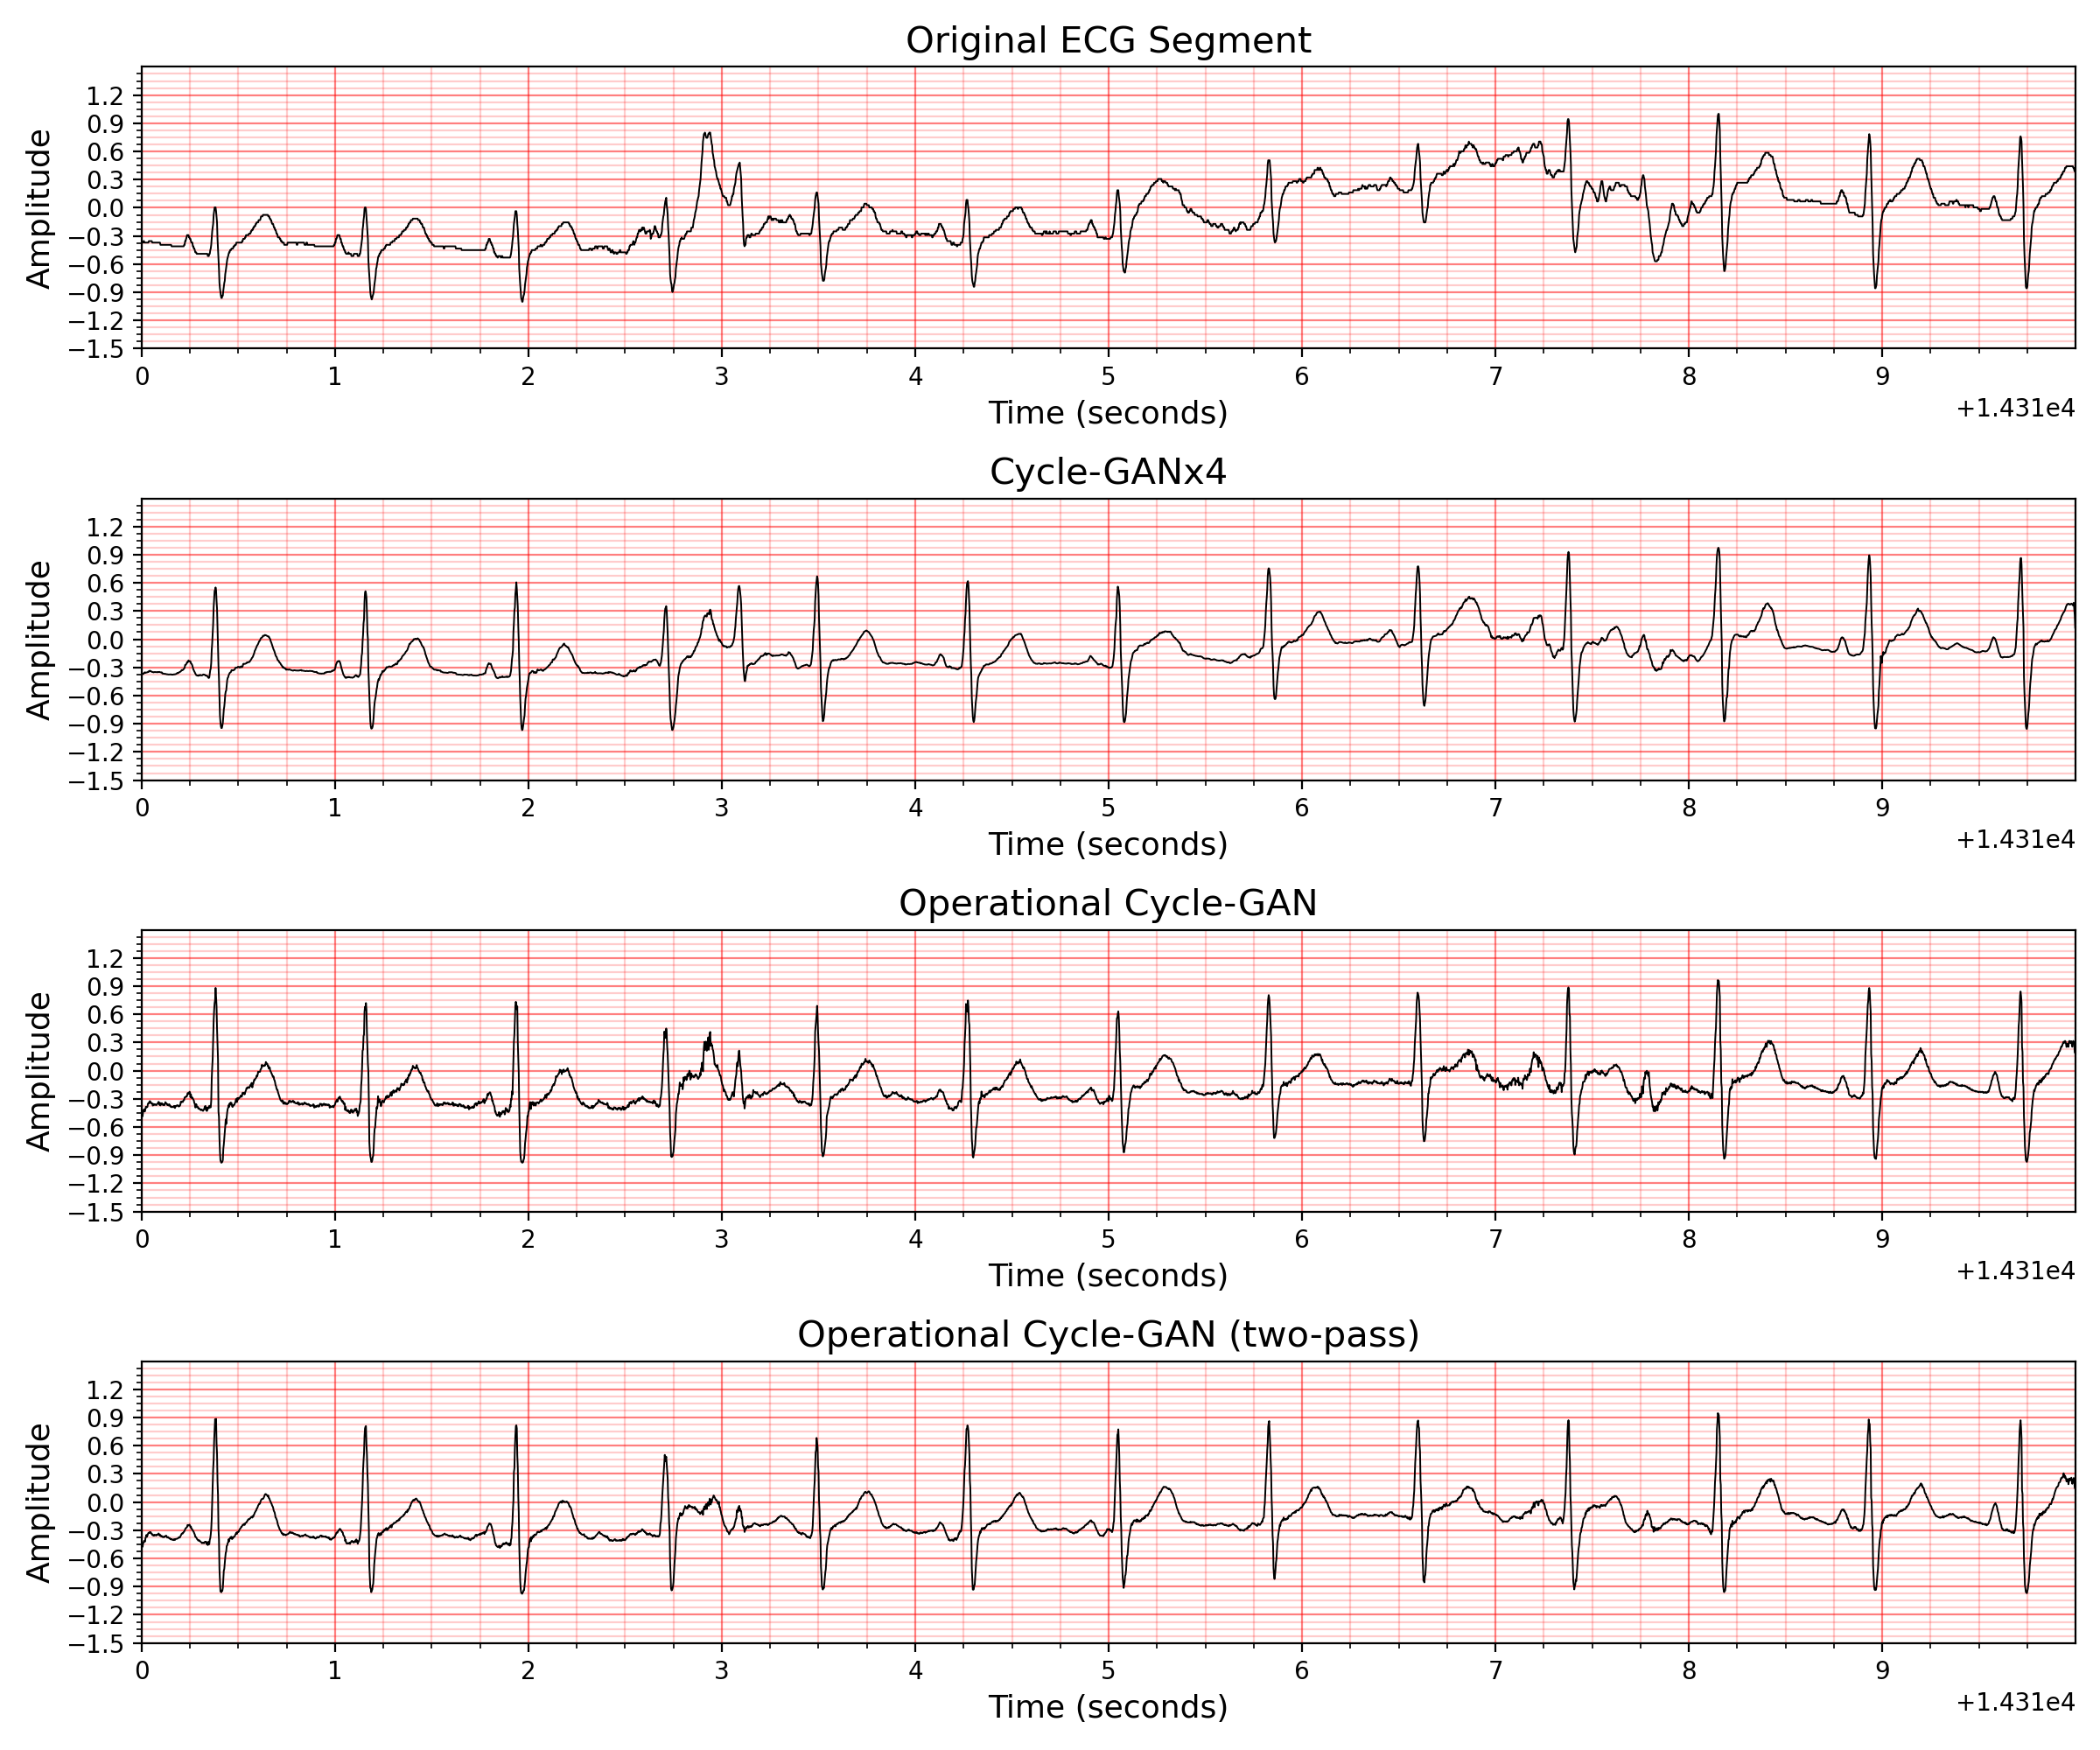 Original ECG Segment
Amplitude
1.2
0.9
0.6
0.3
0.0
−0.3
−0.6
−0.9
−1.2
−1.5
0 1 2 3 4 5 6 7 8 9
Time (seconds)
+1.431e4
Cycle-GANx4
Amplitude
1.2
0.9
0.6
0.3
0.0
−0.3
−0.6
−0.9
−1.2
−1.5
0 1 2 3 4 5 6 7 8 9
Time (seconds)
+1.431e4
Operational Cycle-GAN
Amplitude
1.2
0.9
0.6
0.3
0.0
−0.3
−0.6
−0.9
−1.2
−1.5
0 1 2 3 4 5 6 7 8 9
Time (seconds)
+1.431e4
Operational Cycle-GAN (two-pass)
Amplitude
1.2
0.9
0.6
0.3
0.0
−0.3
−0.6
−0.9
−1.2
−1.5
0 1 2 3 4 5 6 7 8 9
Time (seconds)
+1.431e4